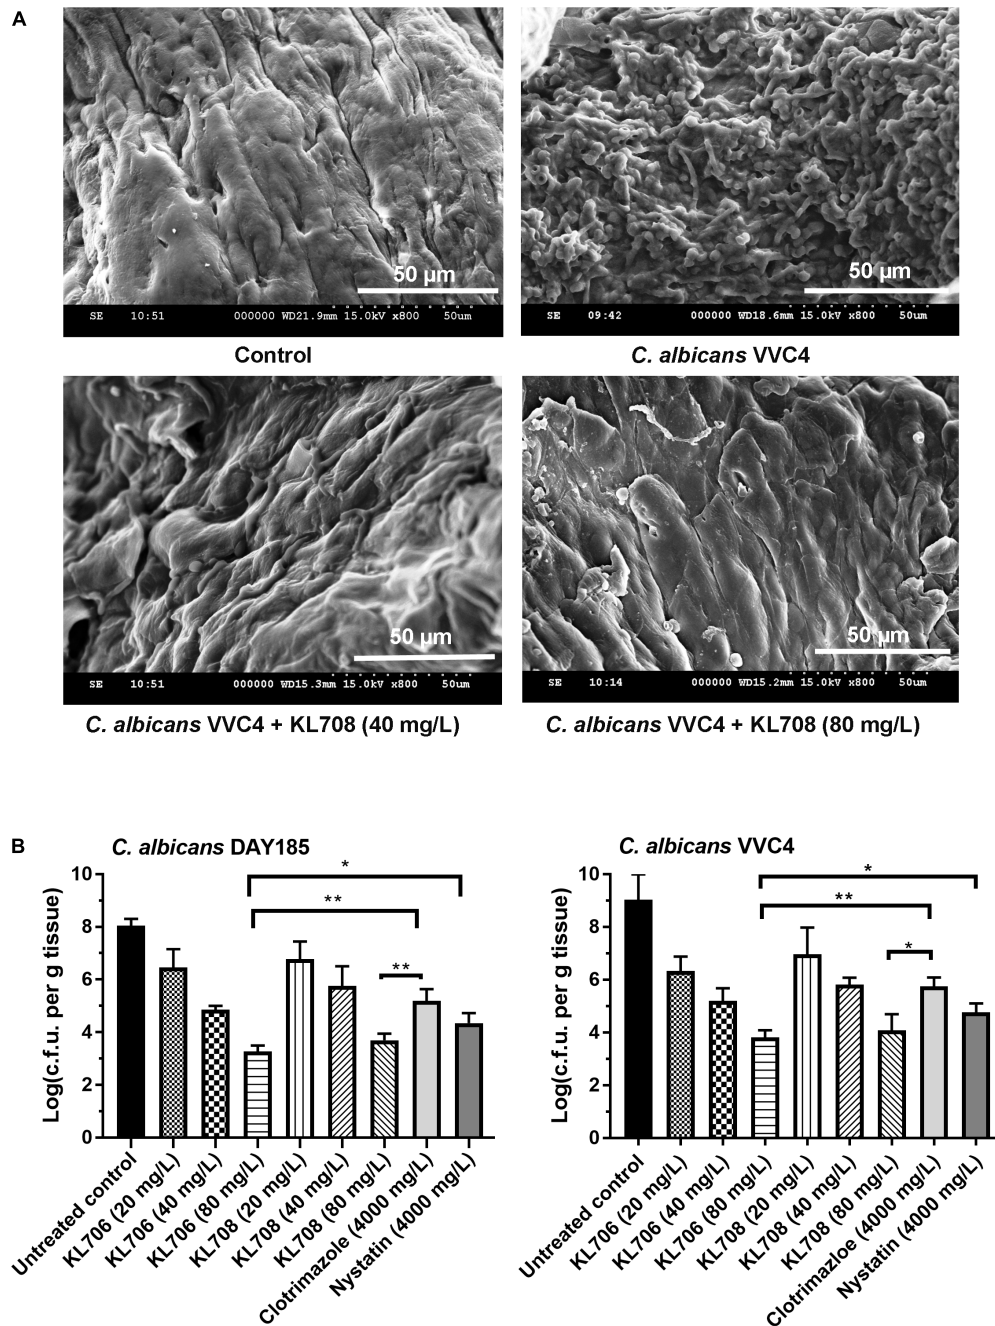 A
50 µm
SE 10:51 000000 WD21.9mm 15.0kV x800 50um
Control
50 µm
SE 09:42 000000 WD18.6mm 15.0kV x800 50um
C. albicans VVC4
50 µm
SE 10:51 000000 WD15.3mm 15.0kV x800 50um
C. albicans VVC4 + KL708 (40 mg/L)
50 µm
SE 10:14 000000 WD15.2mm 15.0kV x800 50um
C. albicans VVC4 + KL708 (80 mg/L)
B
C. albicans DAY185
Log(c.f.u. per g tissue)
10
8
6
4
2
0
*
**
**
Untreated control
KL706 (20 mg/L)
KL706 (40 mg/L)
KL706 (80 mg/L)
KL708 (20 mg/L)
KL708 (40 mg/L)
KL708 (80 mg/L)
Clotrimazole (4000 mg/L)
Nystatin (4000 mg/L)
C. albicans VVC4
Log(c.f.u. per g tissue)
10
8
6
4
2
0
*
**
*
Untreated control
KL706 (20 mg/L)
KL706 (40 mg/L)
KL706 (80 mg/L)
KL708 (20 mg/L)
KL708 (40 mg/L)
KL708 (80 mg/L)
Clotrimazloe (4000 mg/L)
Nystatin (4000 mg/L)